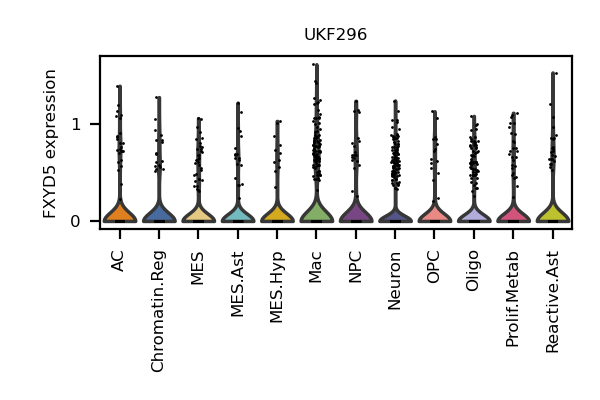 UKF296
FXYD5 expression
1
0
AC
Chromatin.Reg
MES
MES.Ast
MES.Hyp
Mac
NPC
Neuron
OPC
Oligo
Prolif.Metab
Reactive.Ast